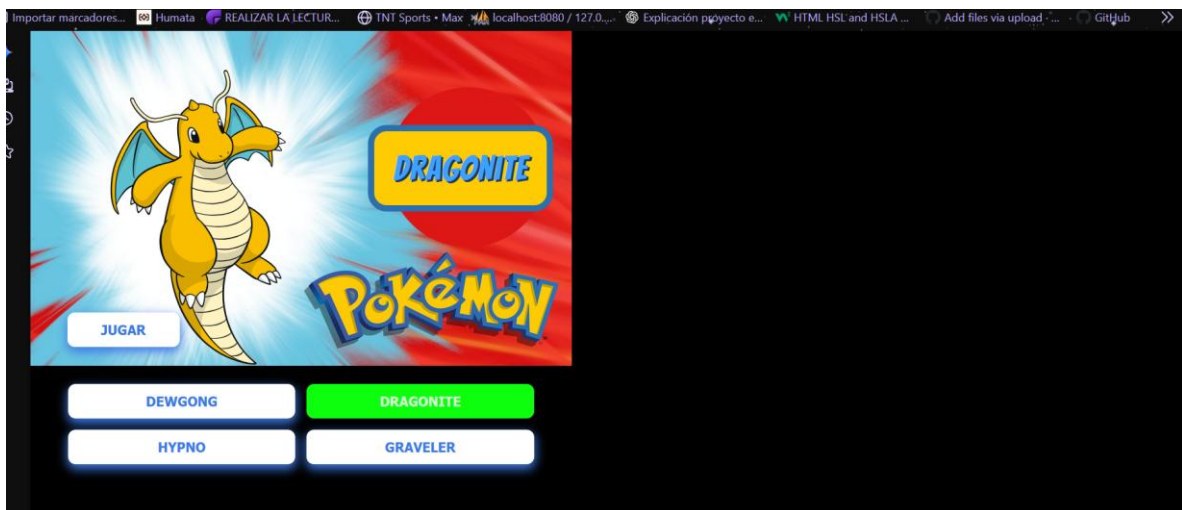 Importar marcadores... Humata REALIZAR LA LECTUR... TNT Sports • Max localhost:8080 / 127.0.... Explicación proyecto e... HTML HSL and HSLA ... Add files via upload · ... GitHub
DRAGONITE
POKÉMON
JUGAR
DEWGONG DRAGONITE
HYPNO GRAVELER